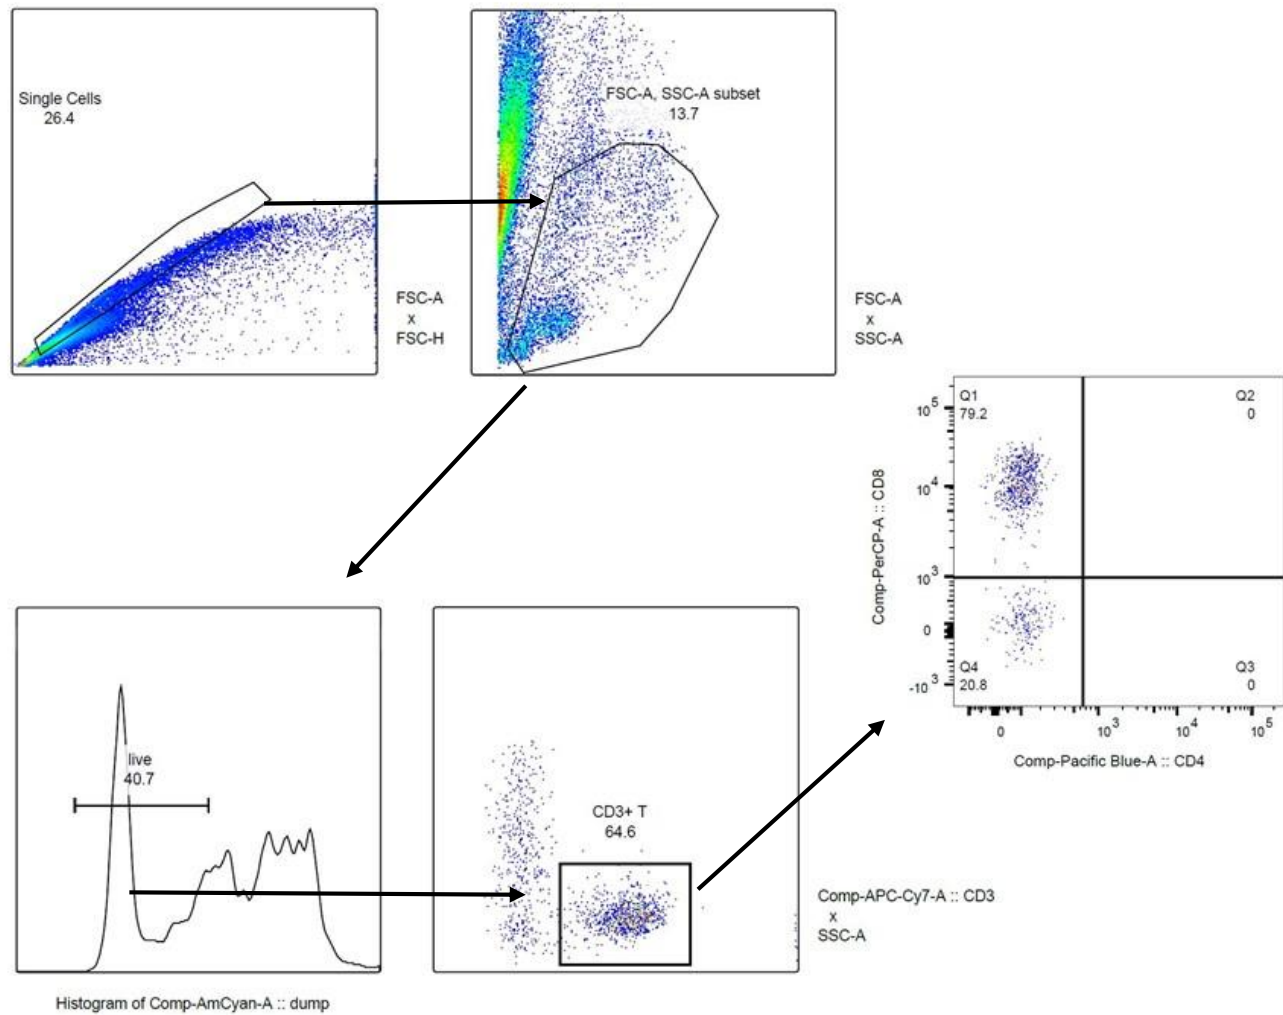 Single Cells
26.4
FSC-A
x
FSC-H
FSC-A, SSC-A subset
13.7
FSC-A
x
SSC-A
live
40.7
Histogram of Comp-AmCyan-A :: dump
CD3+ T
64.6
Comp-APC-Cy7-A :: CD3
x
SSC-A
Q1
79.2
Q2
0
Q4
20.8
Q3
0
10^5
10^4
10^3
0
-10^3
Comp-PerCP-A :: CD8
0
10^3
10^4
10^5
Comp-Pacific Blue-A :: CD4